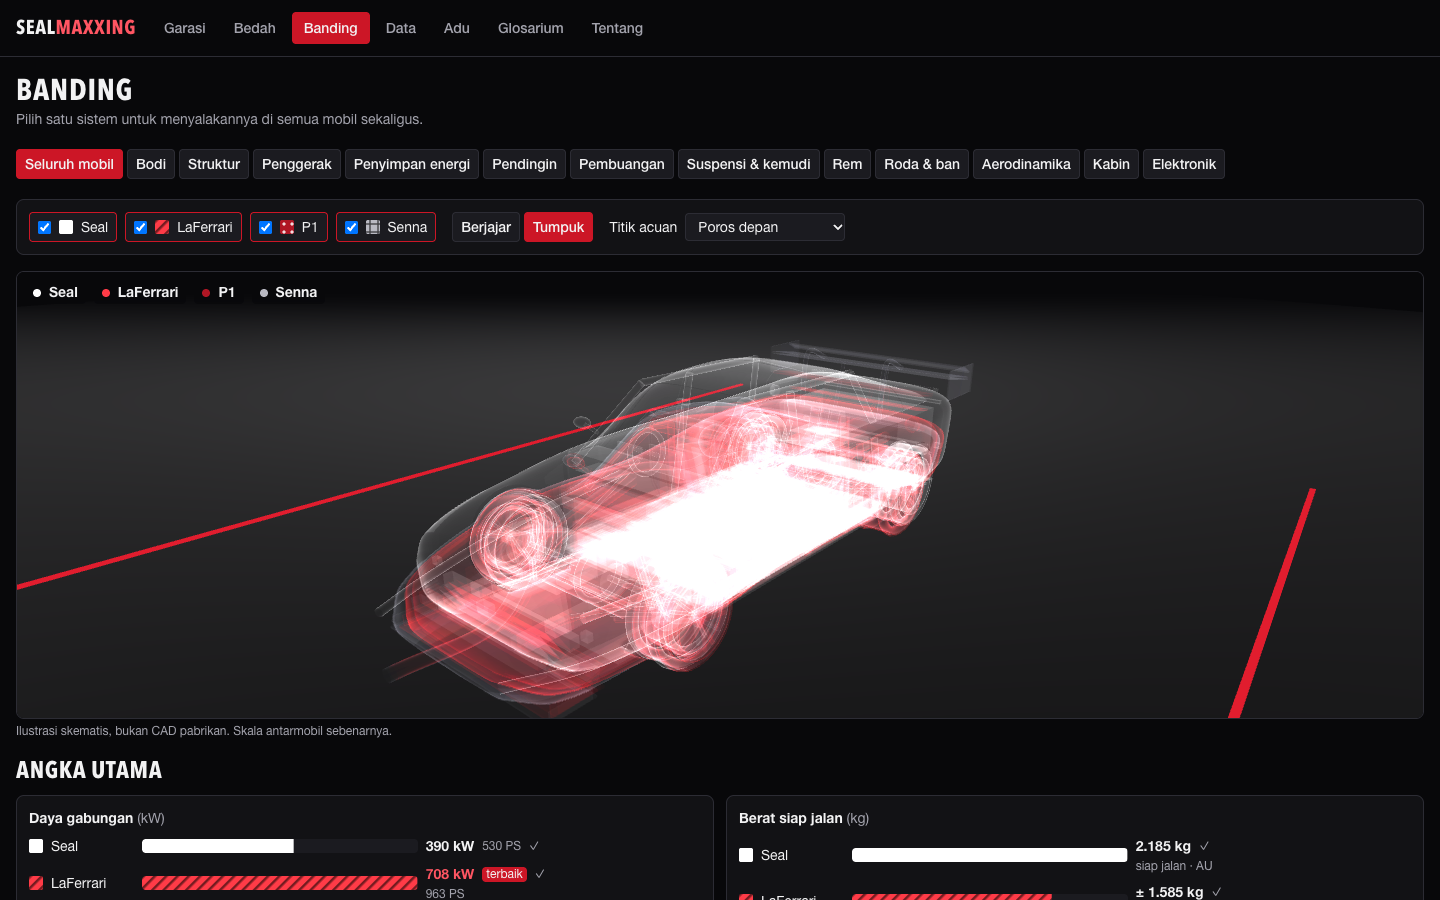 SEALMAXXING Garasi Bedah Banding Data Adu Glosarium Tentang
BANDING
Pilih satu sistem untuk menyalakannya di semua mobil sekaligus.
Seluruh mobil Bodi Struktur Penggerak Penyimpan energi Pendingin Pembuangan Suspensi & kemudi Rem Roda & ban Aerodinamika Kabin Elektronik
Seal LaFerrari P1 Senna Berjajar Tumpuk Titik acuan Poros depan
Seal LaFerrari P1 Senna
Ilustrasi skematis, bukan CAD pabrikan. Skala antarmobil sebenarnya.
ANGKA UTAMA
Daya gabungan (kW)
Seal 390 kW 530 PS ✓
LaFerrari 708 kW terbaik ✓
963 PS
Berat siap jalan (kg)
Seal 2.185 kg ✓
siap jalan · AU
LaFerrari ± 1.585 kg ✓